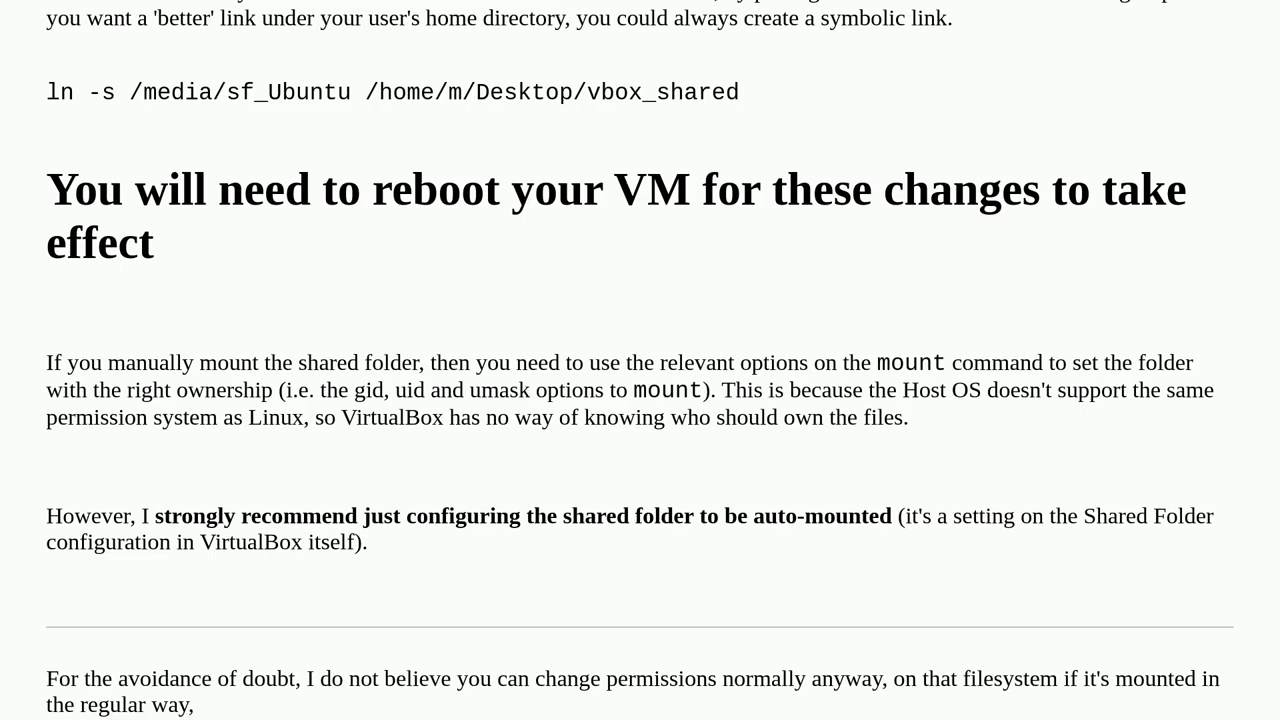 you want a 'better' link under your user's home directory, you could always create a symbolic link.
ln -s /media/sf_Ubuntu /home/m/Desktop/vbox_shared
You will need to reboot your VM for these changes to take
effect
If you manually mount the shared folder, then you need to use the relevant options on the mount command to set the folder
with the right ownership (i.e. the gid, uid and umask options to mount). This is because the Host OS doesn't support the same
permission system as Linux, so VirtualBox has no way of knowing who should own the files.
However, I strongly recommend just configuring the shared folder to be auto-mounted (it's a setting on the Shared Folder
configuration in VirtualBox itself).
For the avoidance of doubt, I do not believe you can change permissions normally anyway, on that filesystem if it's mounted in
the regular way,